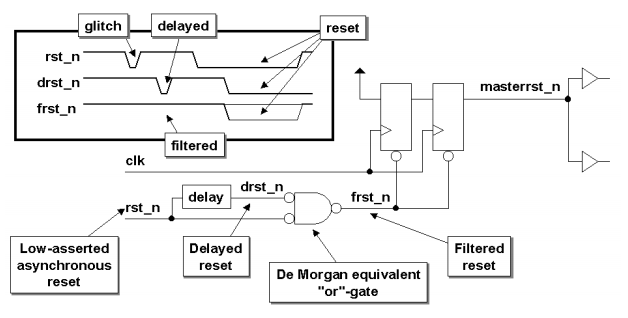 glitch
delayed
reset
rst_n
drst_n
frst_n
filtered
masterrst_n
clk
delay
drst_n
rst_n
frst_n
Low-asserted
asynchronous
reset
Delayed
reset
De Morgan equivalent
"or"-gate
Filtered
reset